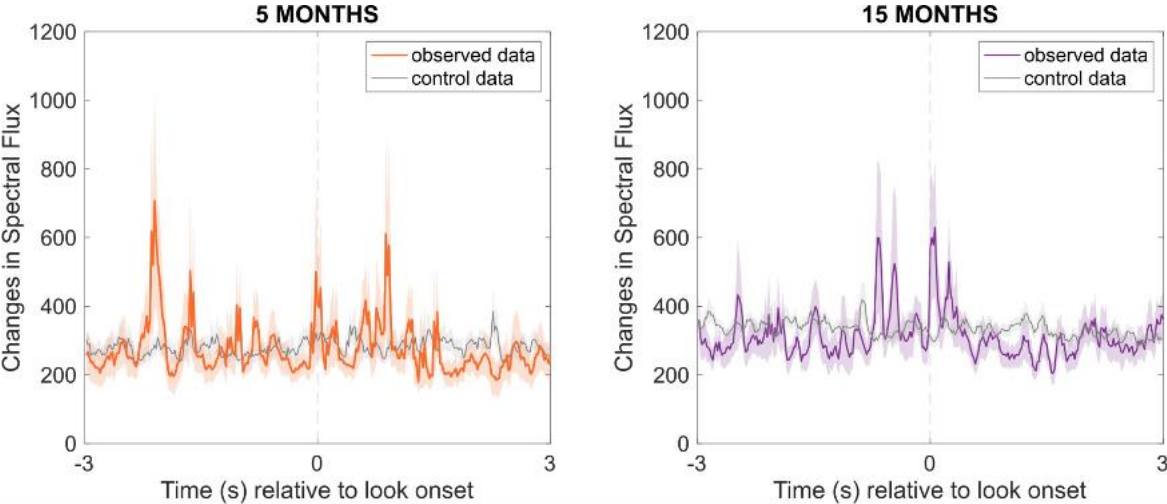 5 MONTHS
Changes in Spectral Flux
1200
1000
800
600
400
200
0
-3
0
3
Time (s) relative to look onset
observed data
control data
15 MONTHS
Changes in Spectral Flux
1200
1000
800
600
400
200
0
-3
0
3
Time (s) relative to look onset
observed data
control data